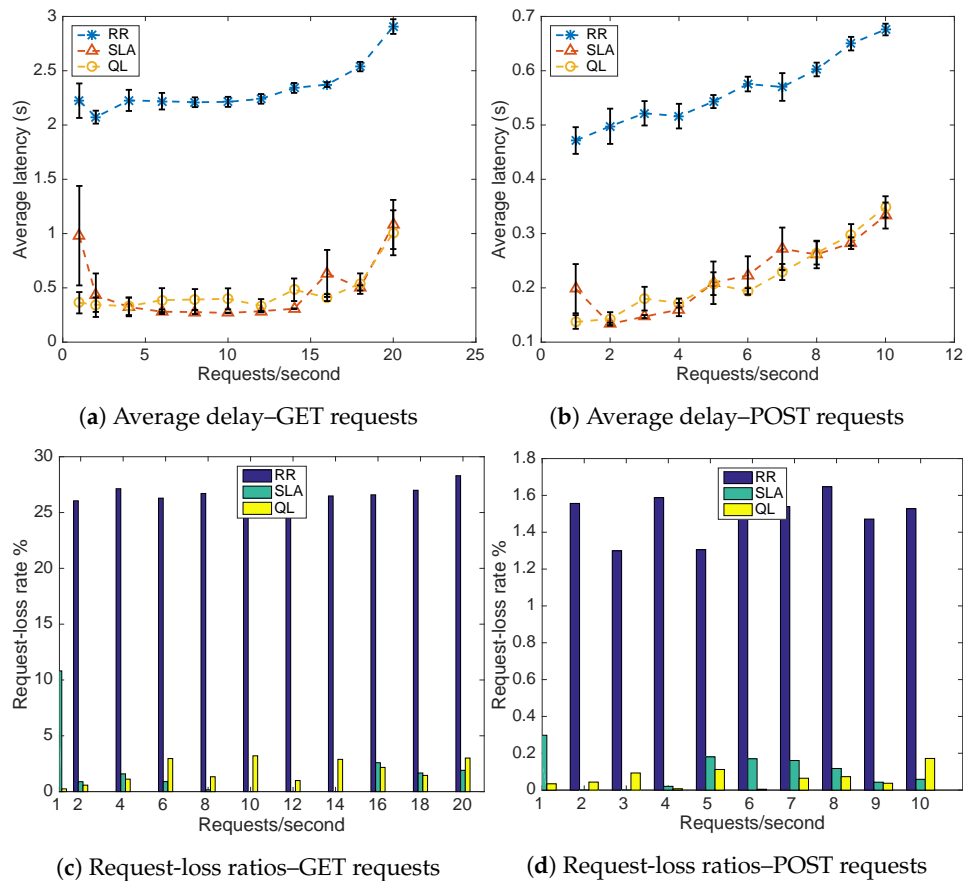 3
2.5
2
1.5
1
0.5
0
0 5 10 15 20 25
Average latency (s)
Requests/second
RR
SLA
QL
(a) Average delay–GET requests
0.7
0.6
0.5
0.4
0.3
0.2
0.1
0 2 4 6 8 10 12
Average latency (s)
Requests/second
RR
SLA
QL
(b) Average delay–POST requests
30
25
20
15
10
5
0
1 2 4 6 8 10 12 14 16 18 20
Request-loss rate %
Requests/second
RR
SLA
QL
(c) Request-loss ratios–GET requests
1.8
1.6
1.4
1.2
1
0.8
0.6
0.4
0.2
0
1 2 3 4 5 6 7 8 9 10
Request-loss rate %
Requests/second
RR
SLA
QL
(d) Request-loss ratios–POST requests